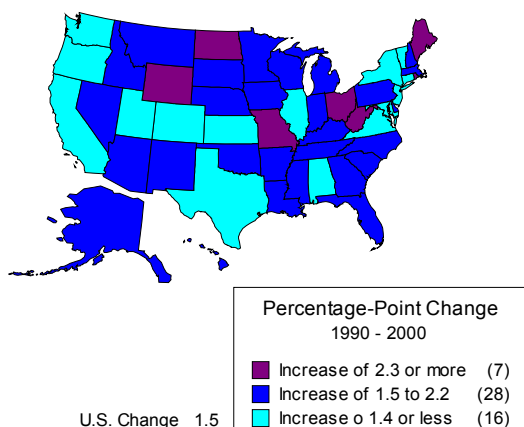 Percentage-Point Change
1990 - 2000
Increase of 2.3 or more (7)
Increase of 1.5 to 2.2 (28)
Increase o 1.4 or less (16)
U.S. Change 1.5